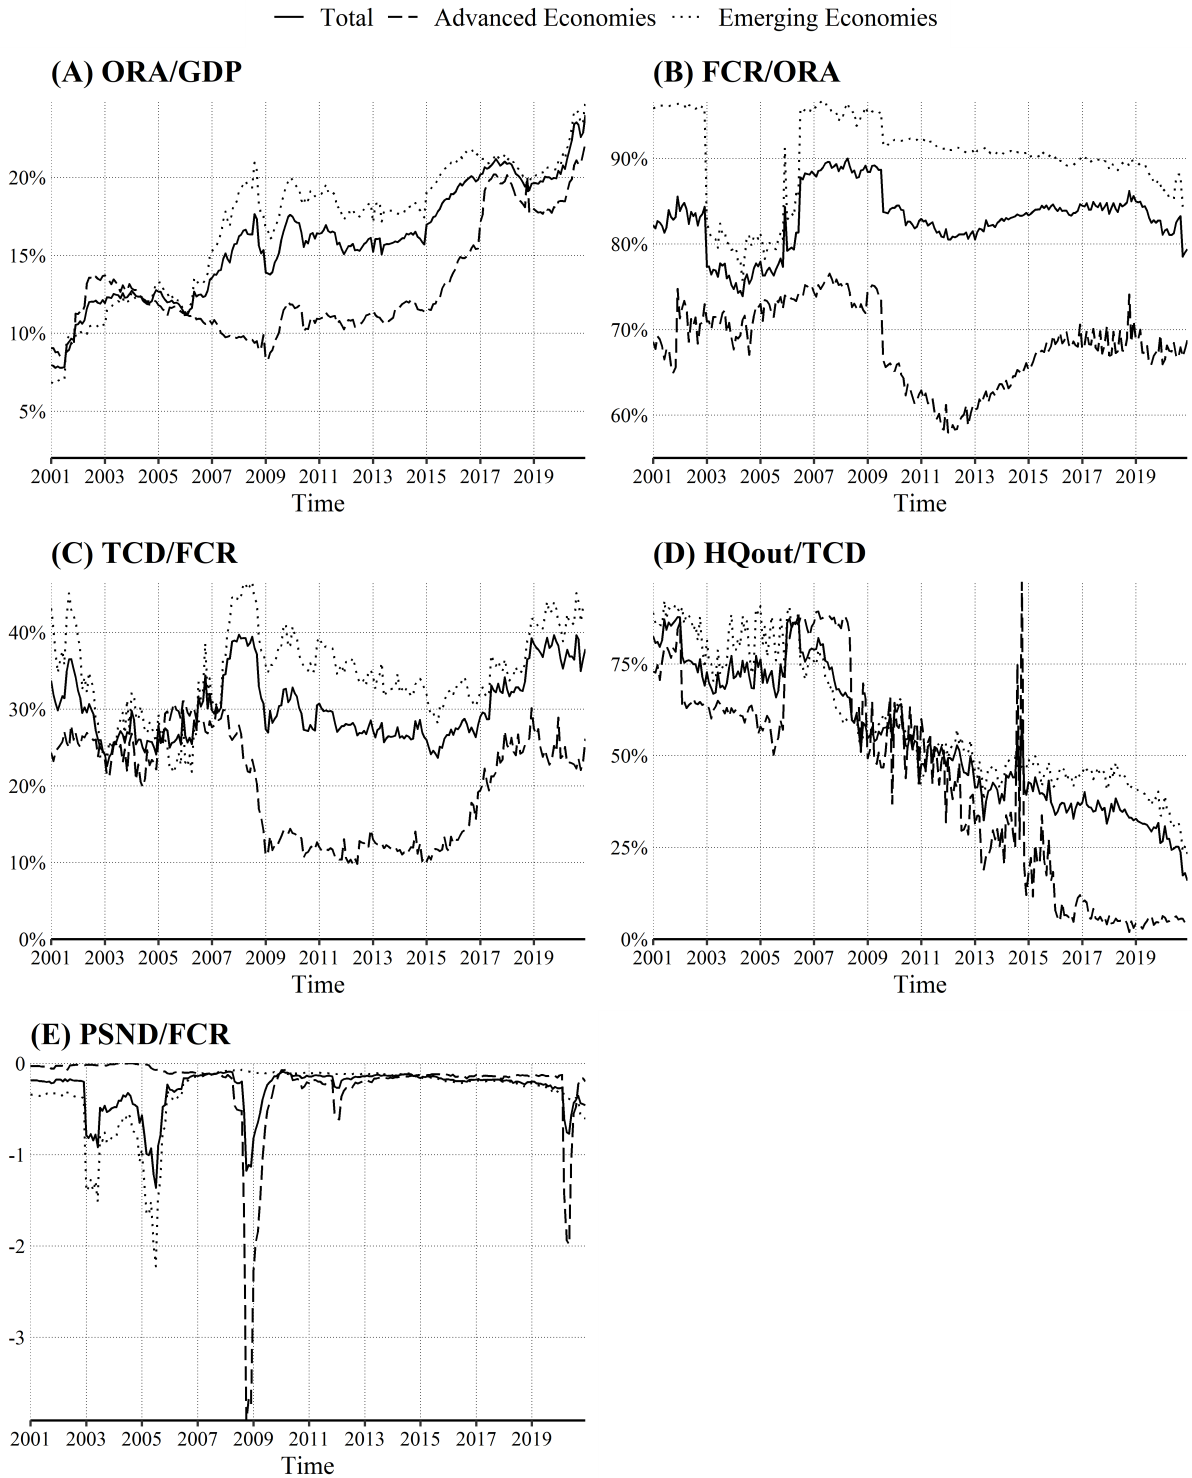 Total Advanced Economies Emerging Economies
(A) ORA/GDP
20%
15%
10%
5%
2001 2003 2005 2007 2009 2011 2013 2015 2017 2019
Time
(B) FCR/ORA
90%
80%
70%
60%
2001 2003 2005 2007 2009 2011 2013 2015 2017 2019
Time
(C) TCD/FCR
40%
30%
20%
10%
0%
2001 2003 2005 2007 2009 2011 2013 2015 2017 2019
Time
(D) HQout/TCD
75%
50%
25%
0%
2001 2003 2005 2007 2009 2011 2013 2015 2017 2019
Time
(E) PSND/FCR
0
-1
-2
-3
2001 2003 2005 2007 2009 2011 2013 2015 2017 2019
Time